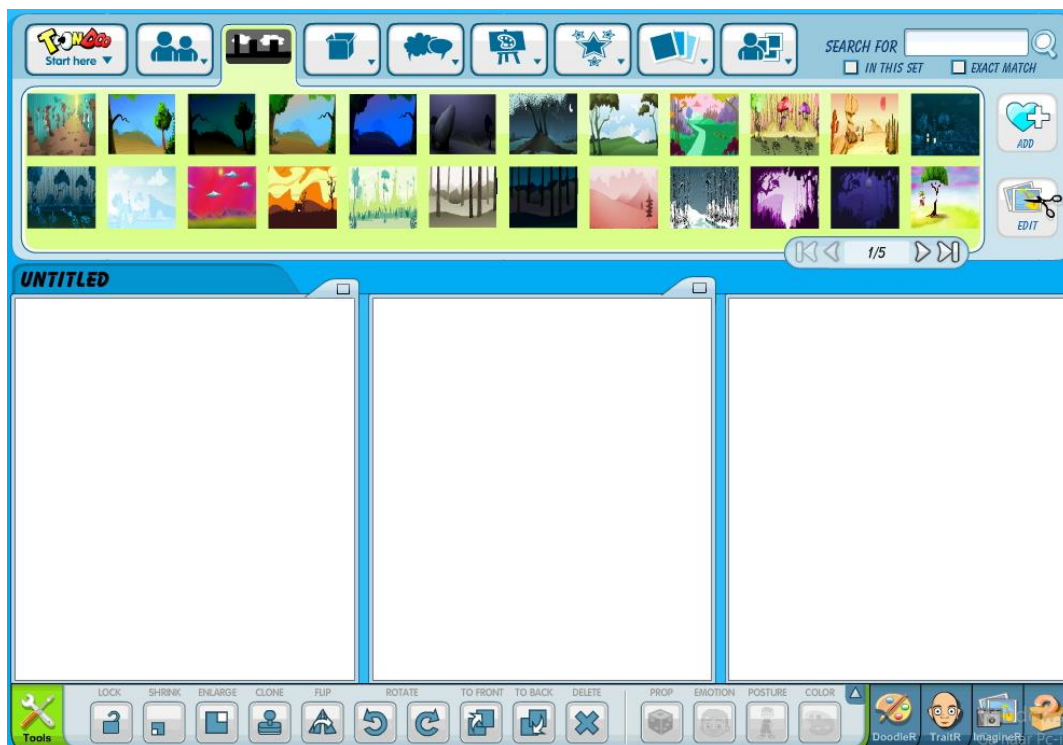 TOONDOO
Start here
SEARCH FOR
IN THIS SET
EXACT MATCH
ADD
EDIT
1/5
UNTITLED
LOCK
SHRINK
ENLARGE
CLONE
FLIP
ROTATE
TO FRONT
TO BACK
DELETE
PROP
EMOTION
POSTURE
COLOR
Tools
DoodleR
TraitR
ImagineR